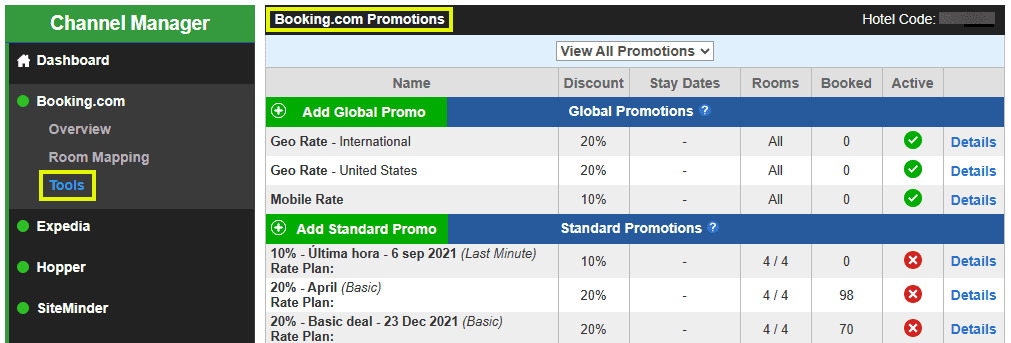 Channel Manager
Dashboard
Booking.com
Overview
Room Mapping
Tools
Expedia
Hopper
SiteMinder
Booking.com Promotions Hotel Code:
View All Promotions
Name Discount Stay Dates Rooms Booked Active
Add Global Promo Global Promotions ?
Geo Rate - International 20% - All 0 Details
Geo Rate - United States 20% - All 0 Details
Mobile Rate 10% - All 0 Details
Add Standard Promo Standard Promotions ?
10% - Última hora - 6 sep 2021 (Last Minute)
Rate Plan: 10% - 4 / 4 0 Details
20% - April (Basic)
Rate Plan: 20% - 4 / 4 98 Details
20% - Basic deal - 23 Dec 2021 (Basic)
Rate Plan: 20% - 4 / 4 70 Details